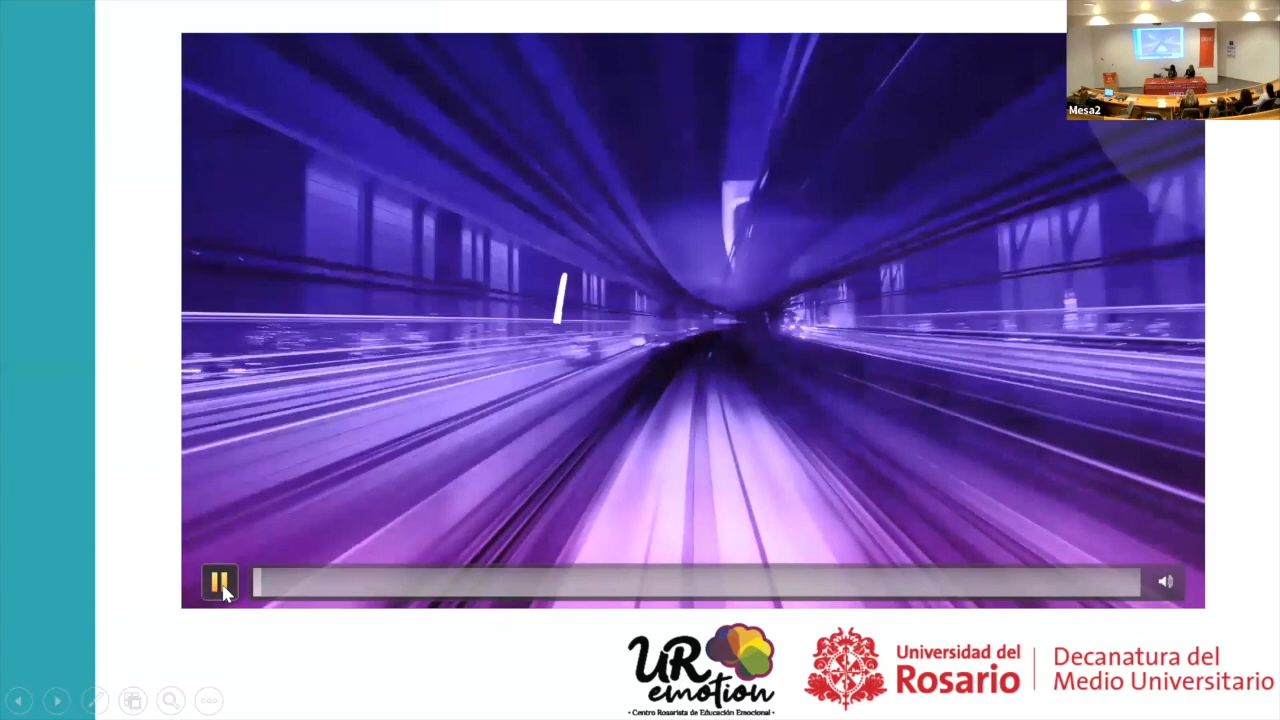 Mesa2
UR
emotion
• Centro Rosarista de Educación Emocional •
Universidad del
Rosario
Decanatura del
Medio Universitario